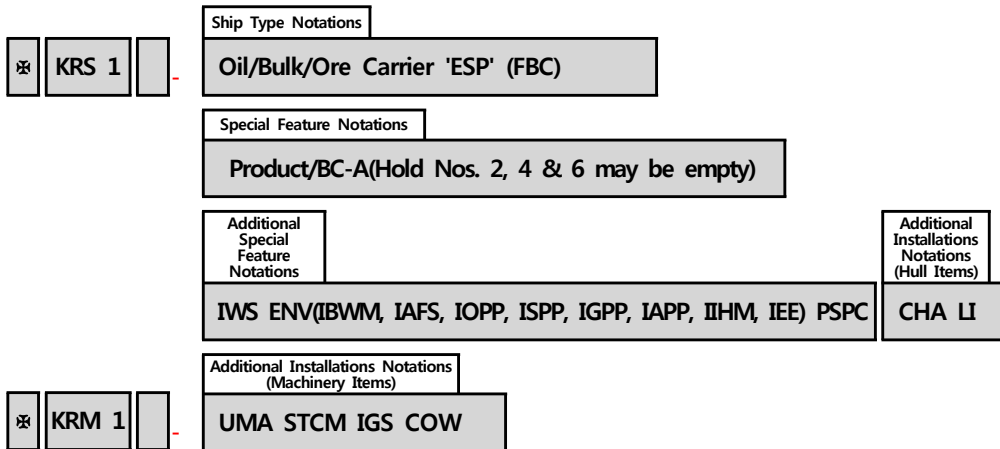 Ship Type Notations
✠ KRS 1 - Oil/Bulk/Ore Carrier 'ESP' (FBC)
Special Feature Notations
Product/BC-A(Hold Nos. 2, 4 & 6 may be empty)
Additional
Special
Feature
Notations
Additional
Installations
Notations
(Hull Items)
IWS ENV(IBWM, IAFS, IOPP, ISPP, IGPP, IAPP, IIHM, IEE) PSPC CHA LI
Additional Installations Notations
(Machinery Items)
✠ KRM 1 - UMA STCM IGS COW